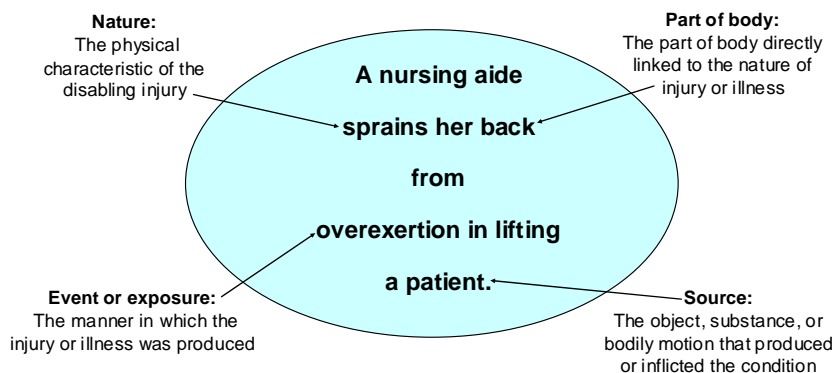 Nature:
The physical
characteristic of the
disabling injury
Part of body:
The part of body directly
linked to the nature of
injury or illness
A nursing aide
sprains her back
from
overexertion in lifting
a patient.
Event or exposure:
The manner in which the
injury or illness was produced
Source:
The object, substance, or
bodily motion that produced
or inflicted the condition